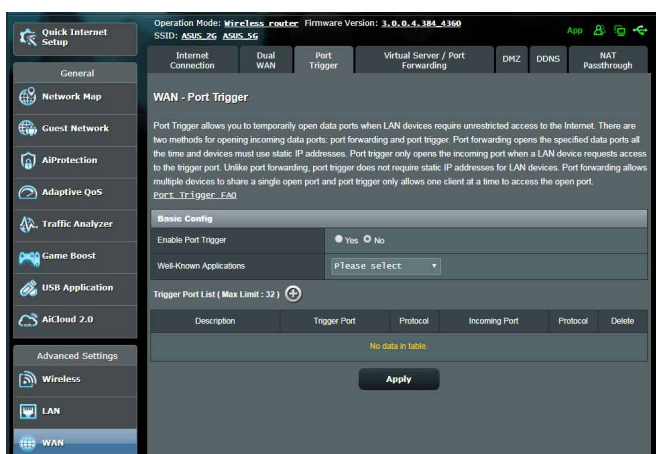 Quick Internet
Setup
General
Network Map
Guest Network
AiProtection
Adaptive QoS
Traffic Analyzer
Game Boost
USB Application
AiCloud 2.0
Advanced Settings
Wireless
LAN
WAN
Operation Mode: Wireless router Firmware Version: 3.0.0.4.384_4360
SSID: ASUS_2G ASUS_5G
App
Internet
Connection
Dual
WAN
Port
Trigger
Virtual Server / Port
Forwarding
DMZ
DDNS
NAT
Passthrough
WAN - Port Trigger
Port Trigger allows you to temporarily open data ports when LAN devices require unrestricted access to the Internet. There are
two methods for opening incoming data ports: port forwarding and port trigger. Port forwarding opens the specified data ports all
the time and devices must use static IP addresses. Port trigger only opens the incoming port when a LAN device requests access
to the trigger port. Unlike port forwarding, port trigger does not require static IP addresses for LAN devices. Port forwarding allows
multiple devices to share a single open port and port trigger only allows one client at a time to access the open port.
Port Trigger FAQ
Basic Config
Enable Port Trigger
Yes No
Well-Known Applications
Please select
Trigger Port List ( Max Limit : 32 )
Description Trigger Port Protocol Incoming Port Protocol Delete
No data in table.
Apply